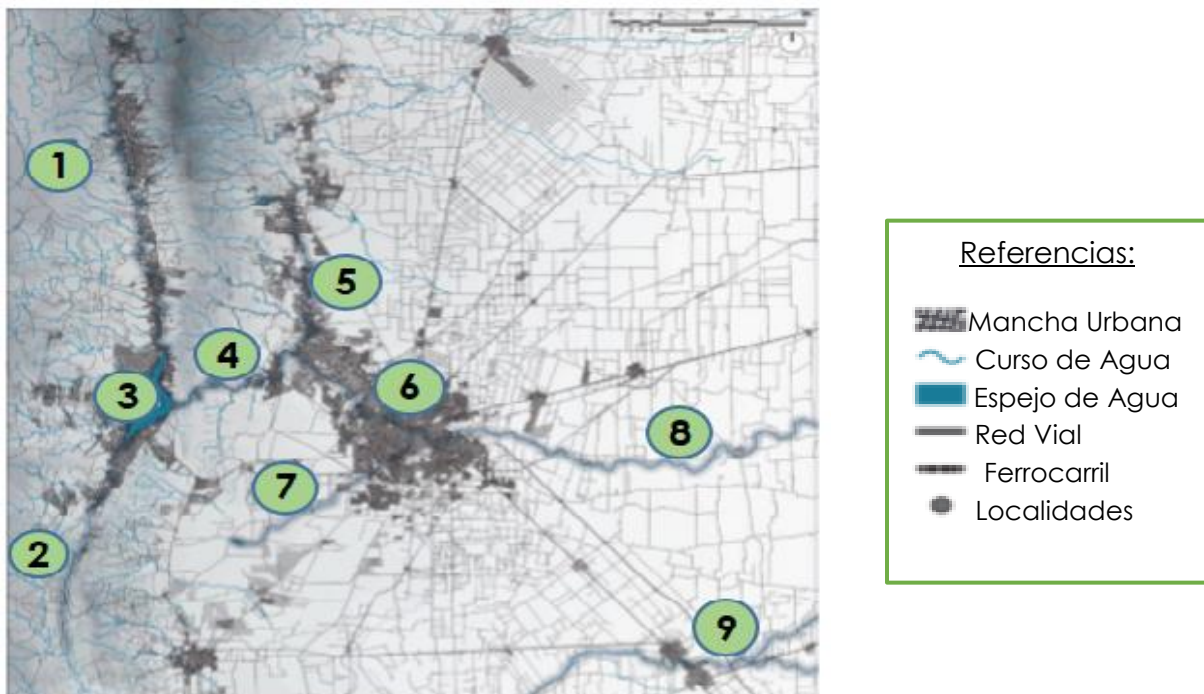 1
2
3
4
5
6
7
8
9
Referencias:
Mancha Urbana
Curso de Agua
Espejo de Agua
Red Vial
Ferrocarril
Localidades